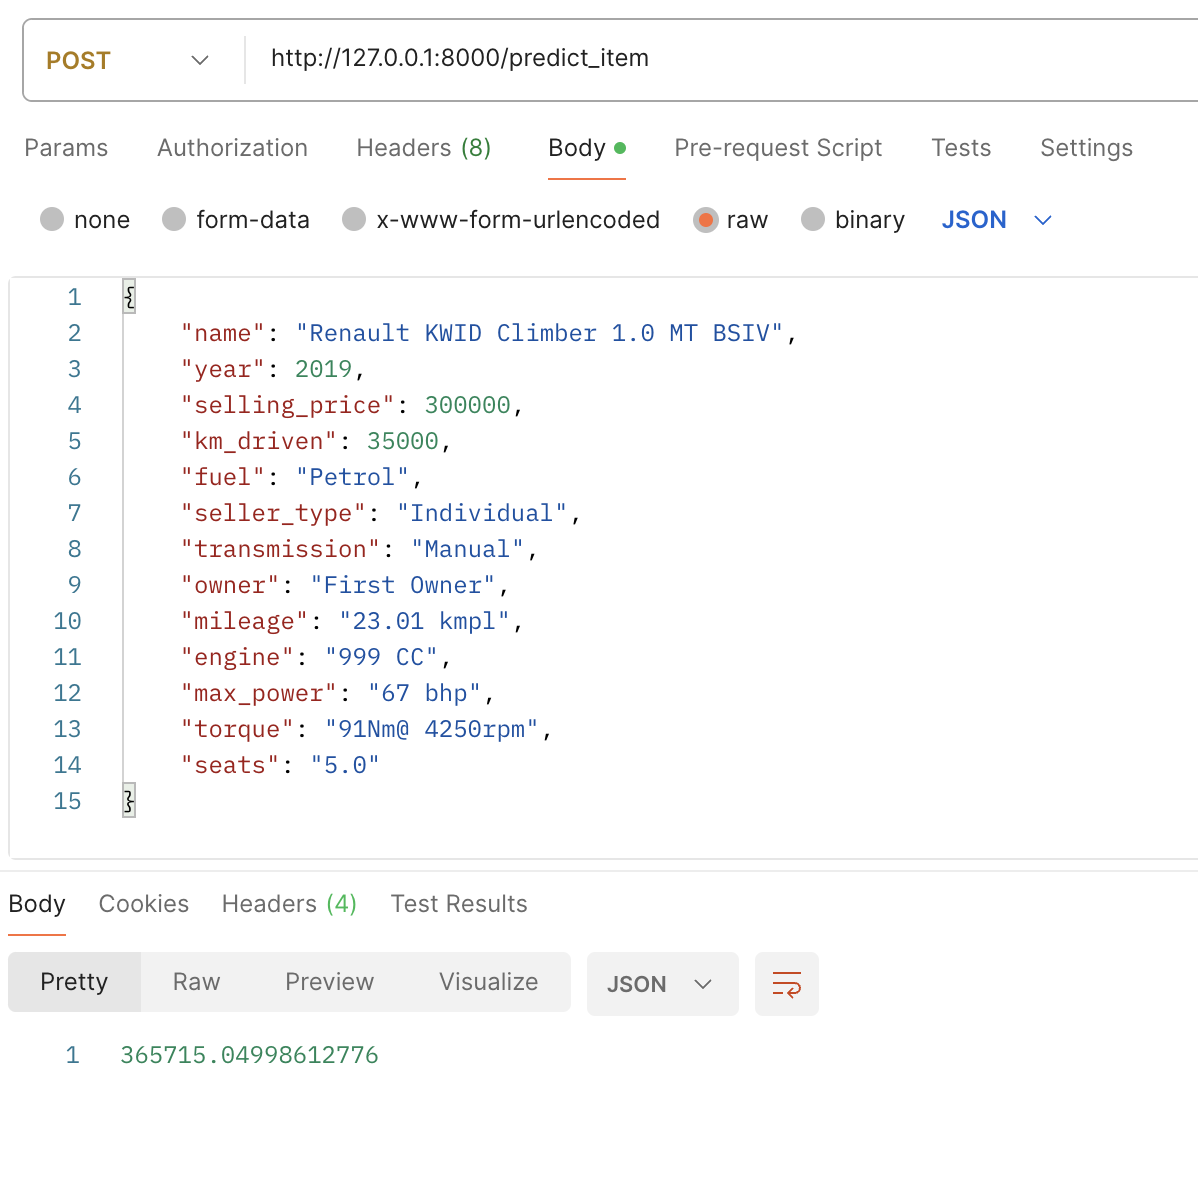 POST http://127.0.0.1:8000/predict_item
Params Authorization Headers (8) Body Pre-request Script Tests Settings
none form-data x-www-form-urlencoded raw binary JSON
1 {
2 "name": "Renault KWID Climber 1.0 MT BSIV",
3 "year": 2019,
4 "selling_price": 300000,
5 "km_driven": 35000,
6 "fuel": "Petrol",
7 "seller_type": "Individual",
8 "transmission": "Manual",
9 "owner": "First Owner",
10 "mileage": "23.01 kmpl",
11 "engine": "999 CC",
12 "max_power": "67 bhp",
13 "torque": "91Nm@ 4250rpm",
14 "seats": "5.0"
15 }
Body Cookies Headers (4) Test Results
Pretty Raw Preview Visualize JSON
1 365715.04998612776